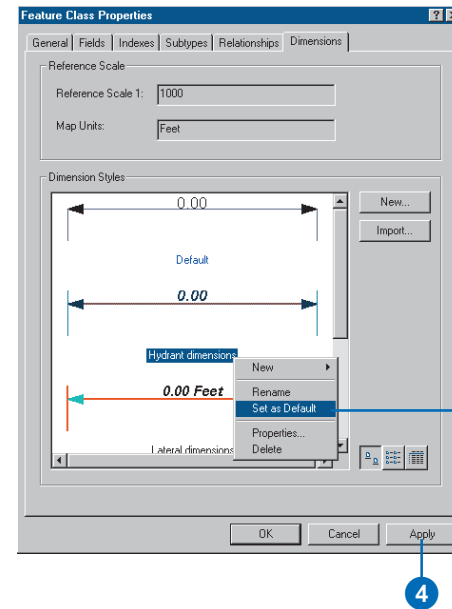 Feature Class Properties
General Fields Indexes Subtypes Relationships Dimensions
Reference Scale
Reference Scale 1: 1000
Map Units: Feet
Dimension Styles
0.00
New...
Import...
Default
0.00
Hydrant dimensions
New
0.00 Feet
Rename
Set as Default
Properties...
Lateral dimensions
Delete
OK Cancel Apply
4